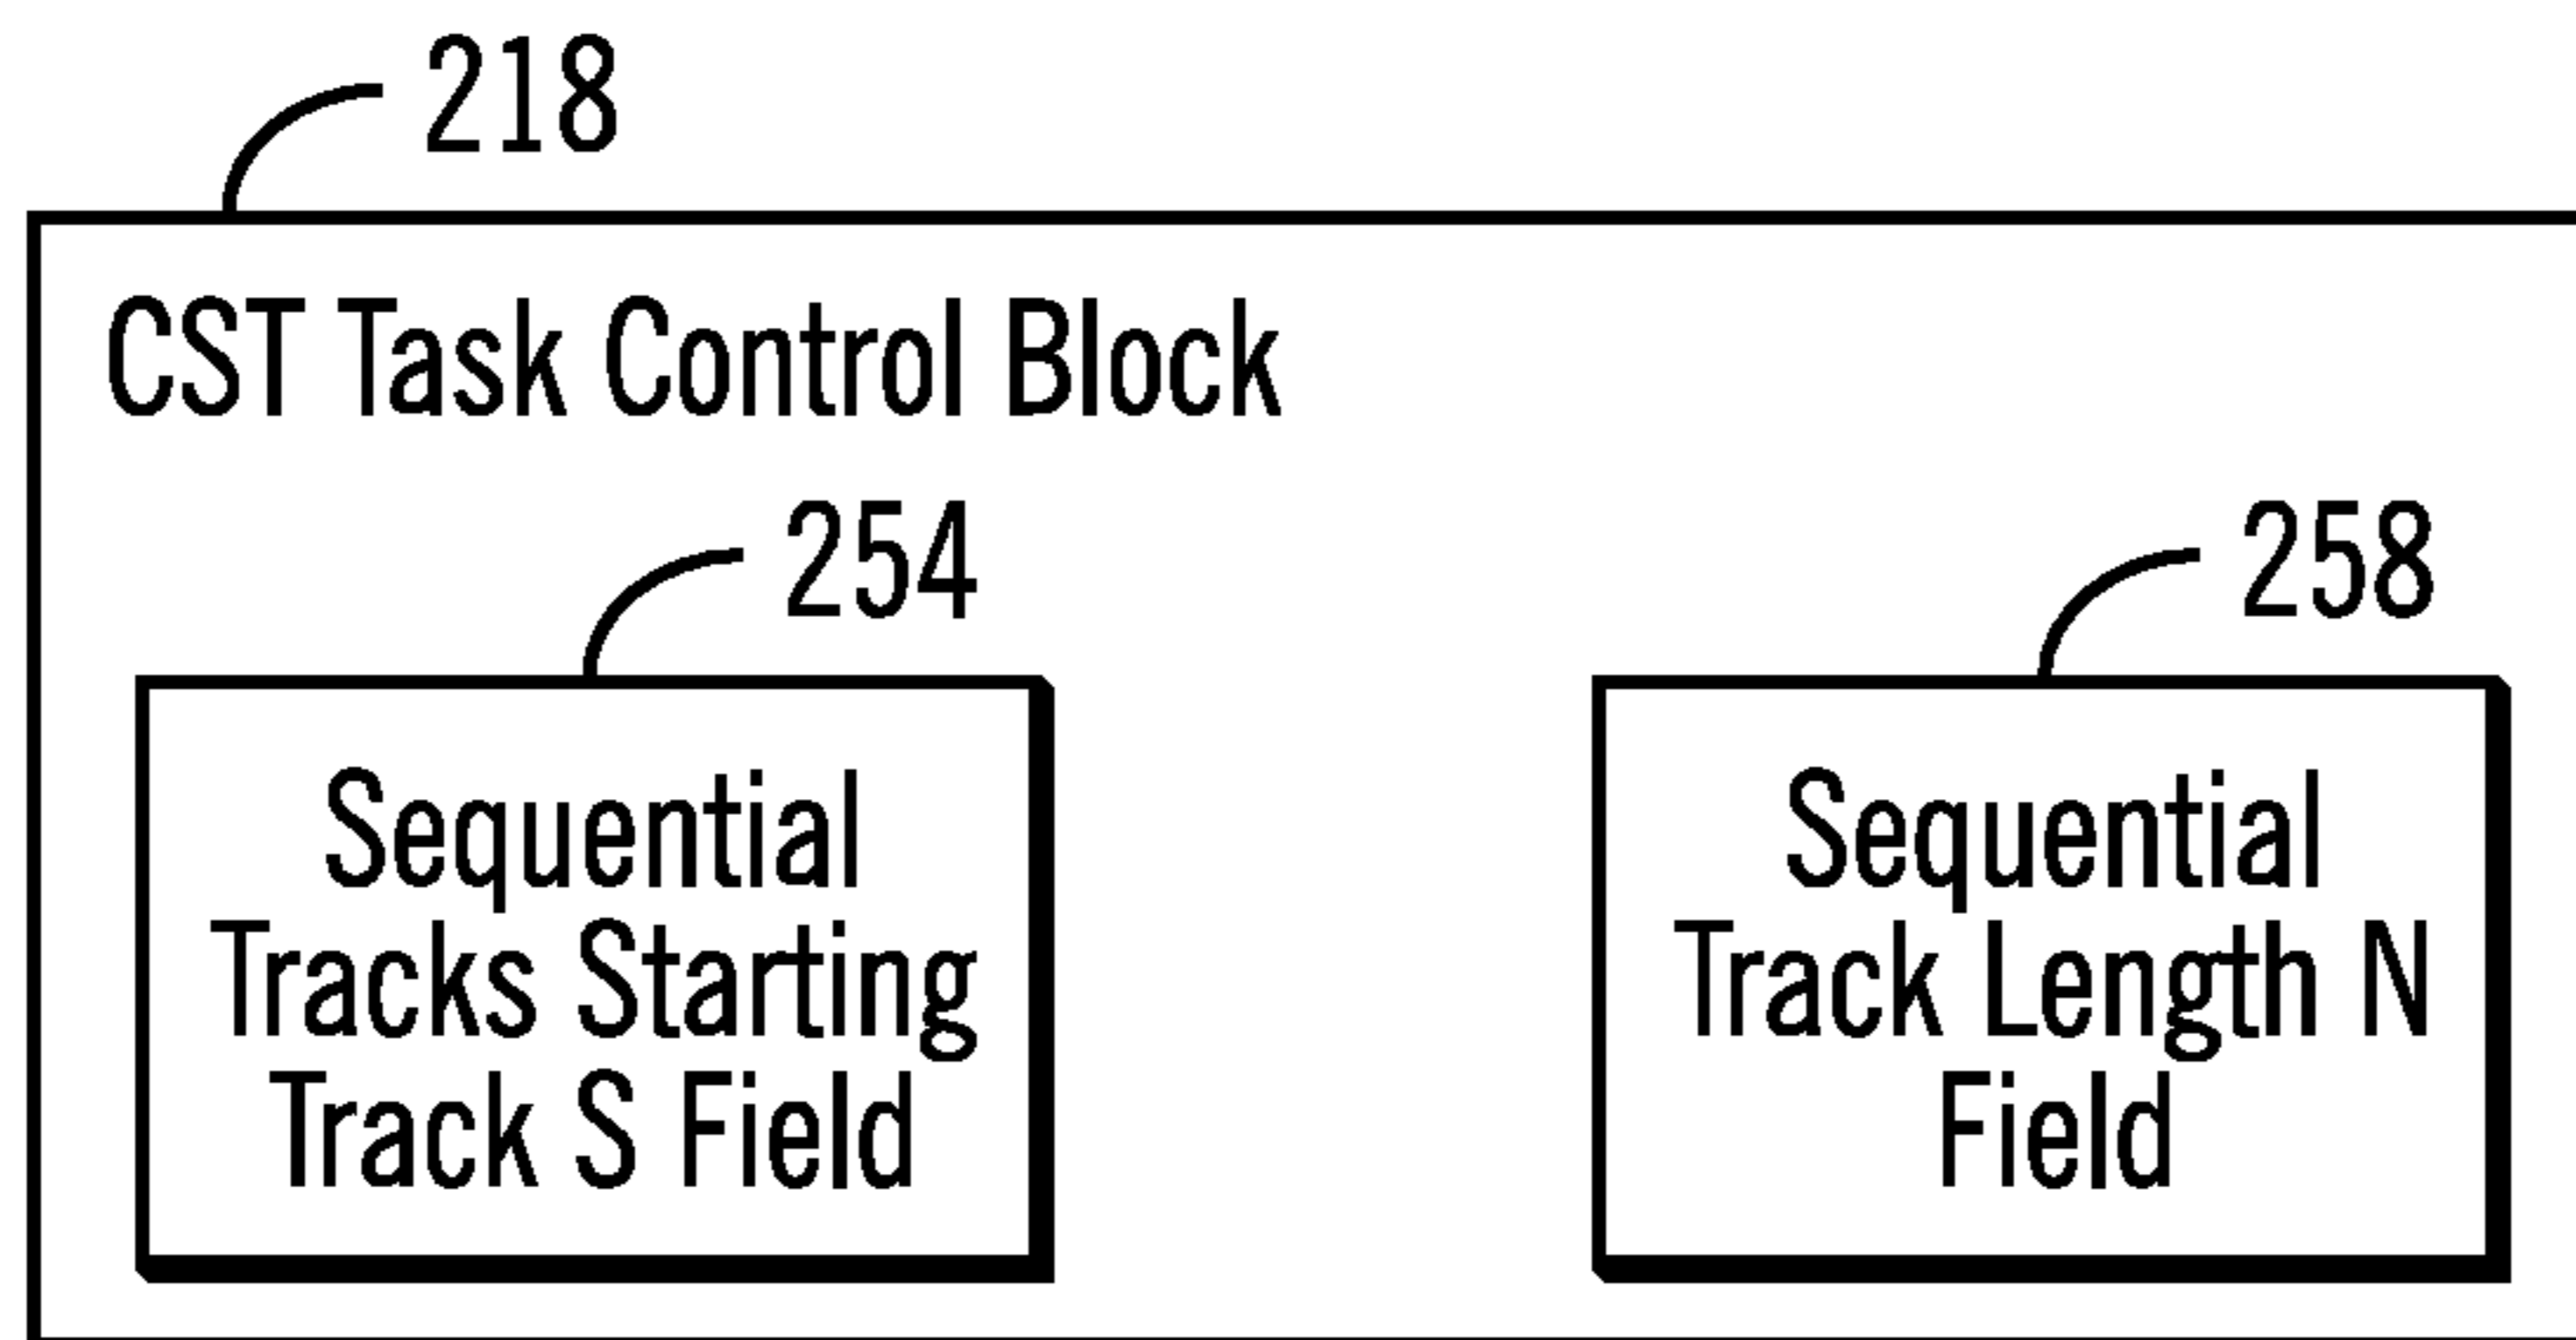 218
CST Task Control Block
254
258
Sequential
Tracks Starting
Track S Field
Sequential
Track Length N
Field